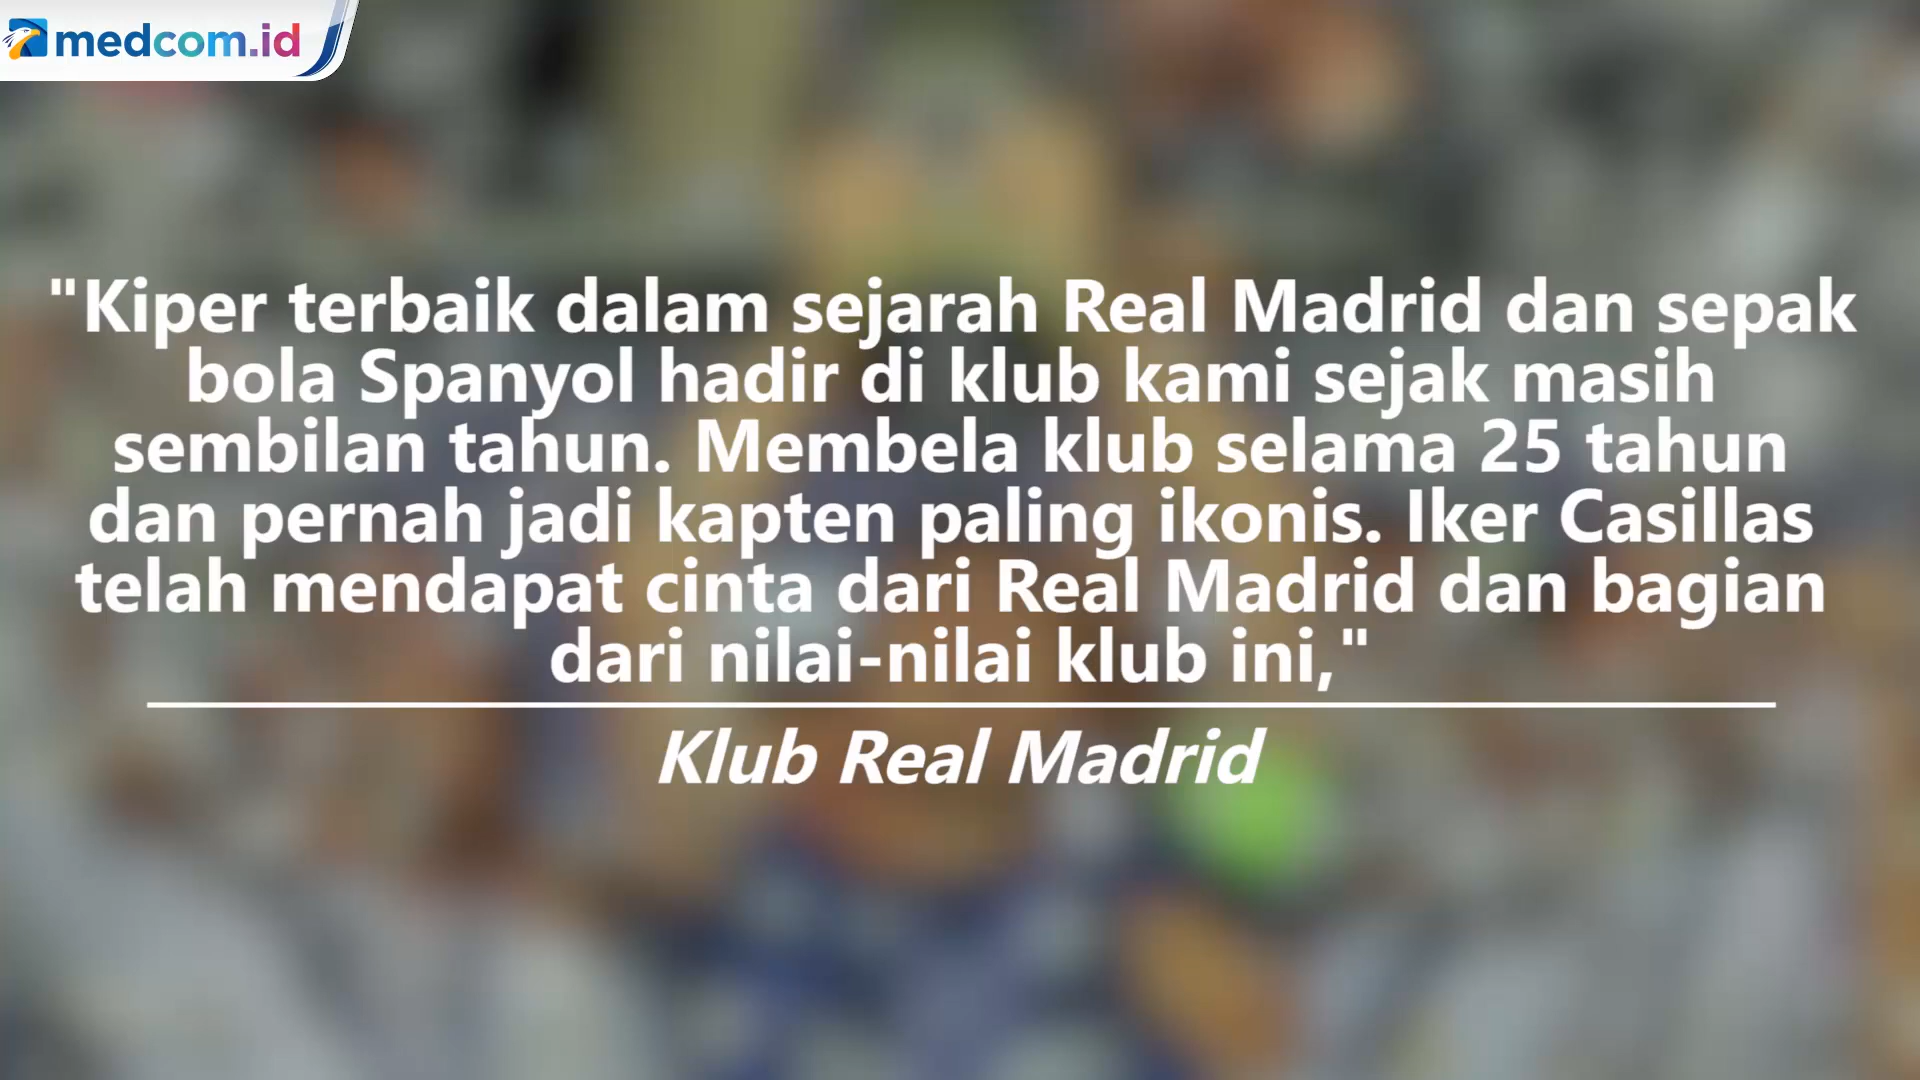 medcom.id
"Kiper terbaik dalam sejarah Real Madrid dan sepak
bola Spanyol hadir di klub kami sejak masih
sembilan tahun. Membela klub selama 25 tahun
dan pernah jadi kapten paling ikonis. Iker Casillas
telah mendapat cinta dari Real Madrid dan bagian
dari nilai-nilai klub ini,"
Klub Real Madrid